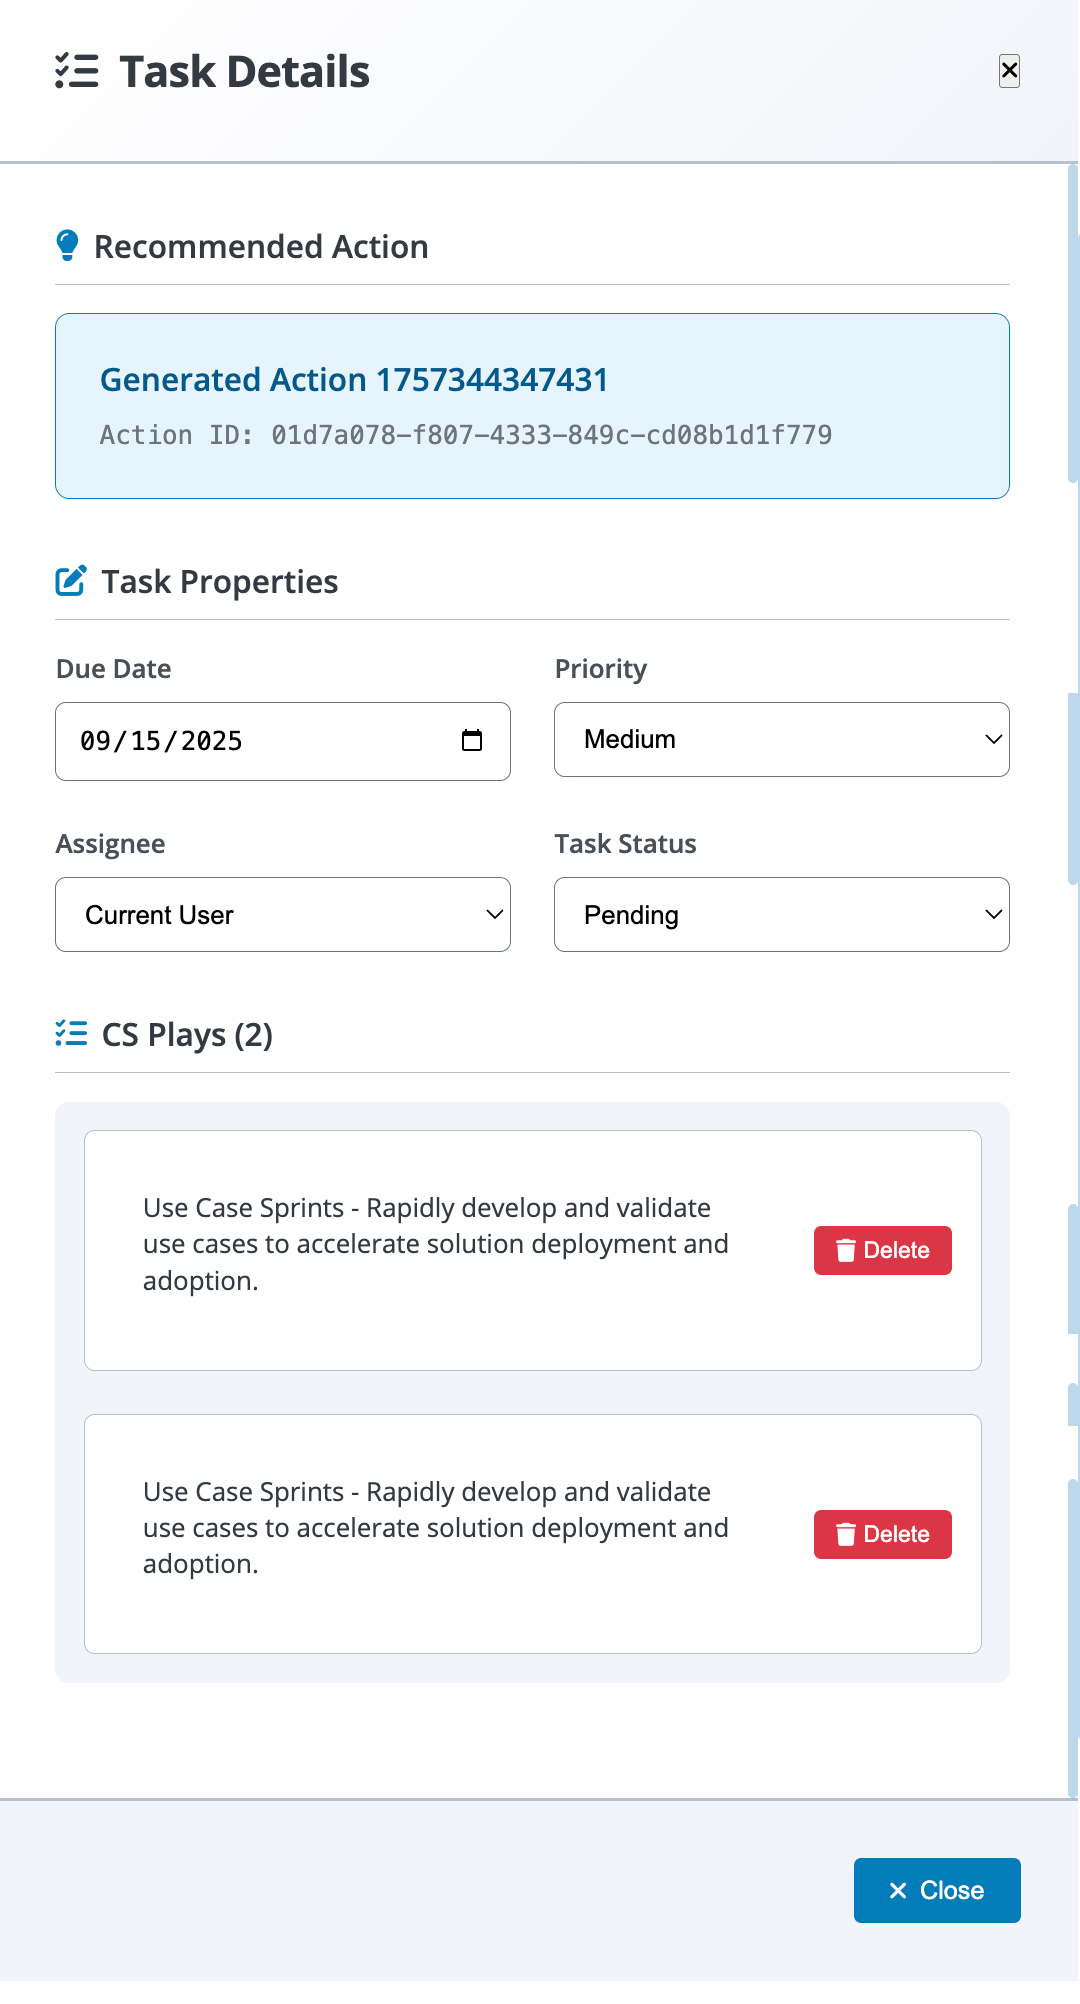 Task Details
Recommended Action
Generated Action 1757344347431
Action ID: 01d7a078-f807-4333-849c-cd08b1d1f779
Task Properties
Due Date
Priority
09/15/2025
Medium
Assignee
Task Status
Current User
Pending
CS Plays (2)
Use Case Sprints - Rapidly develop and validate
use cases to accelerate solution deployment and
adoption.
Delete
Use Case Sprints - Rapidly develop and validate
use cases to accelerate solution deployment and
adoption.
Delete
Close